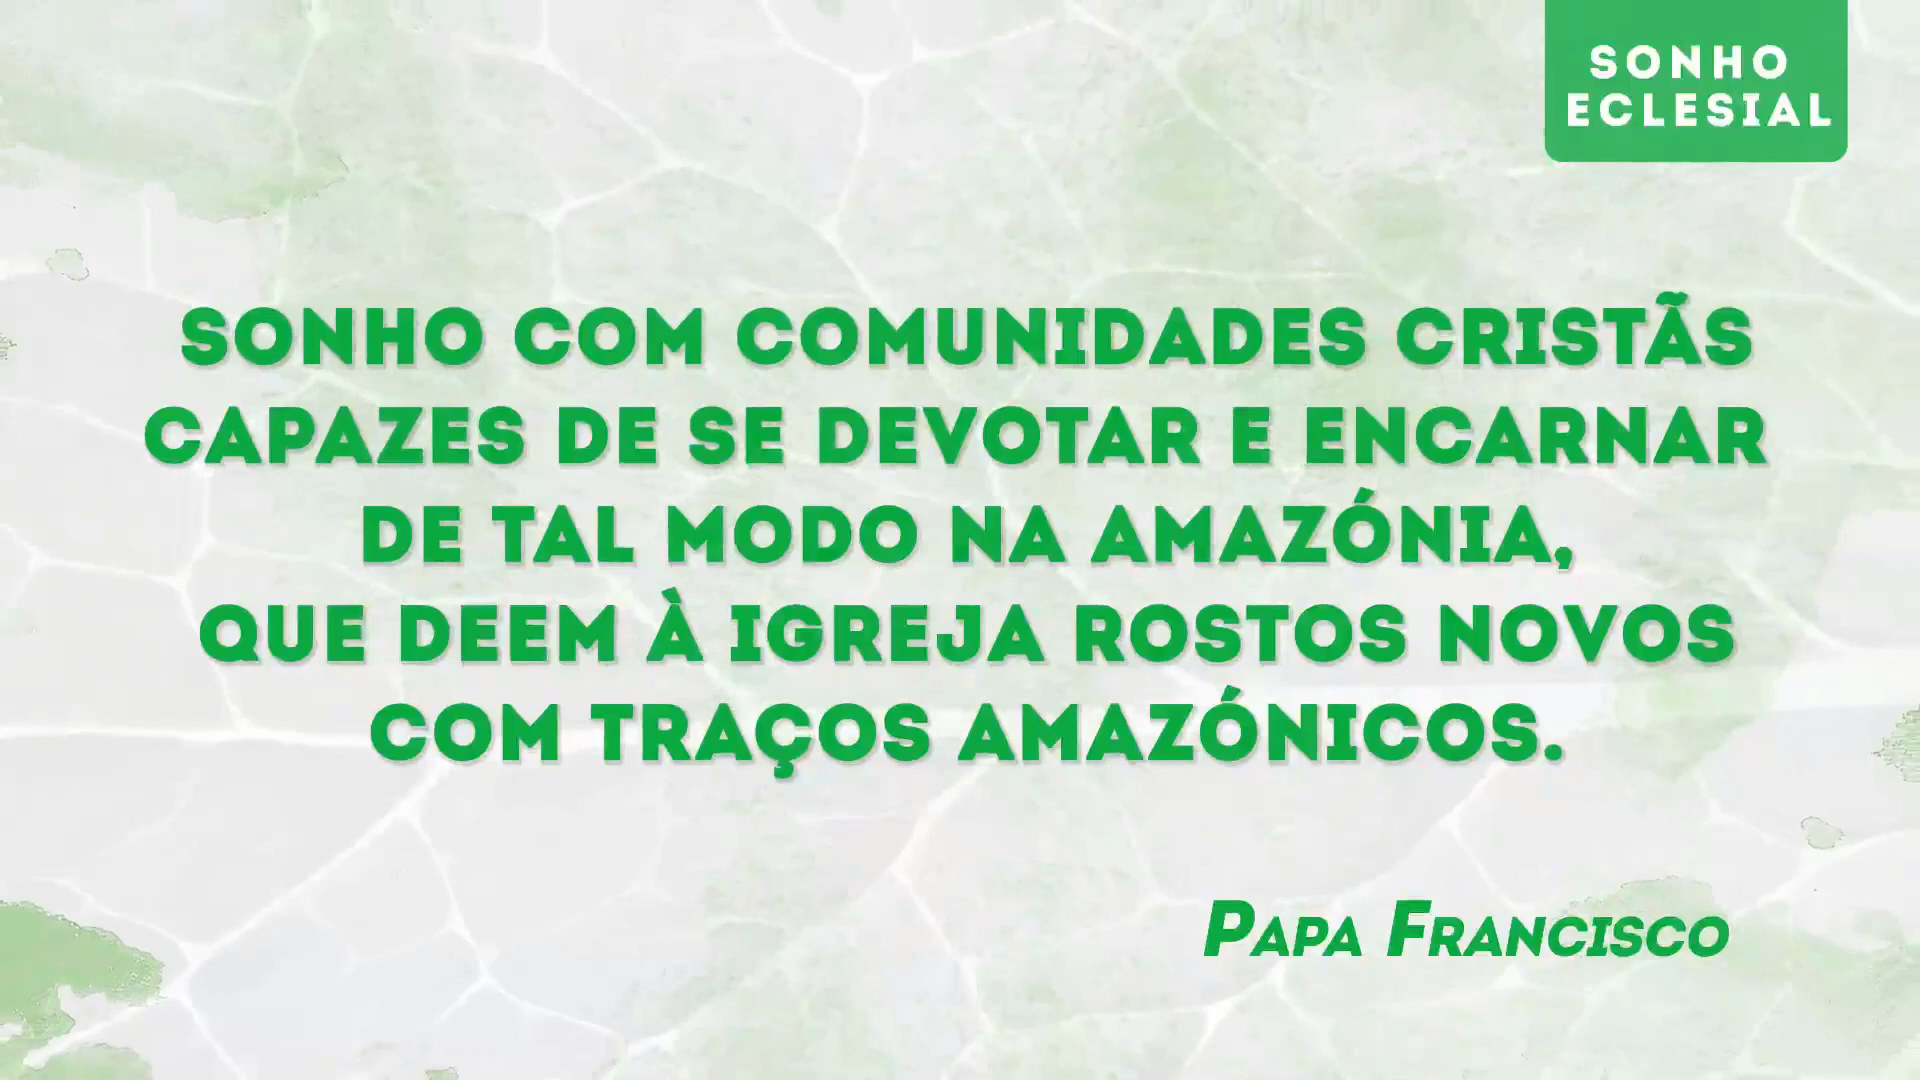 SONHO
ECLESIAL
SONHO COM COMUNIDADES CRISTÃS
CAPAZES DE SE DEVOTAR E ENCARNAR
DE TAL MODO NA AMAZÓNIA,
QUE DEEM À IGREJA ROSTOS NOVOS
COM TRAÇOS AMAZÓNICOS.
PAPA FRANCISCO